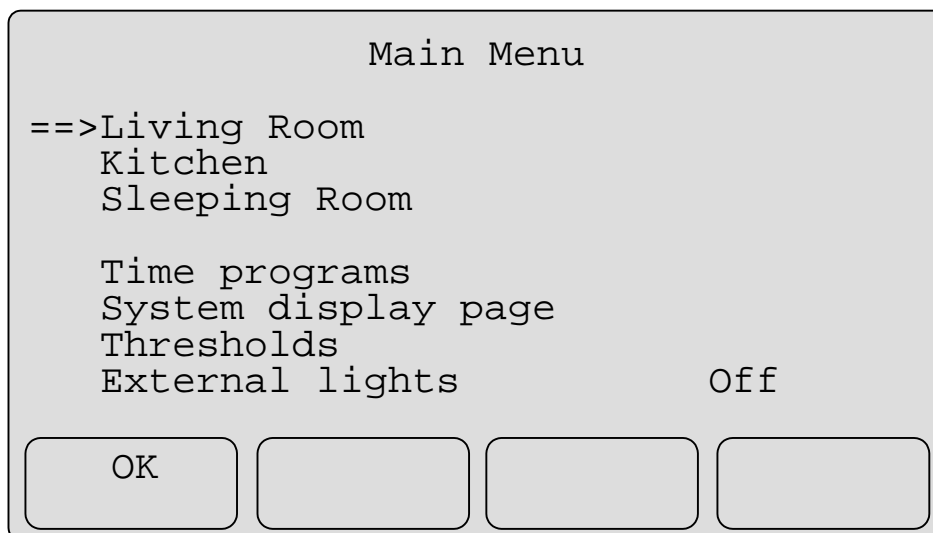 Main Menu
==>Living Room
Kitchen
Sleeping Room
Time programs
System display page
Thresholds
External lights Off
OK